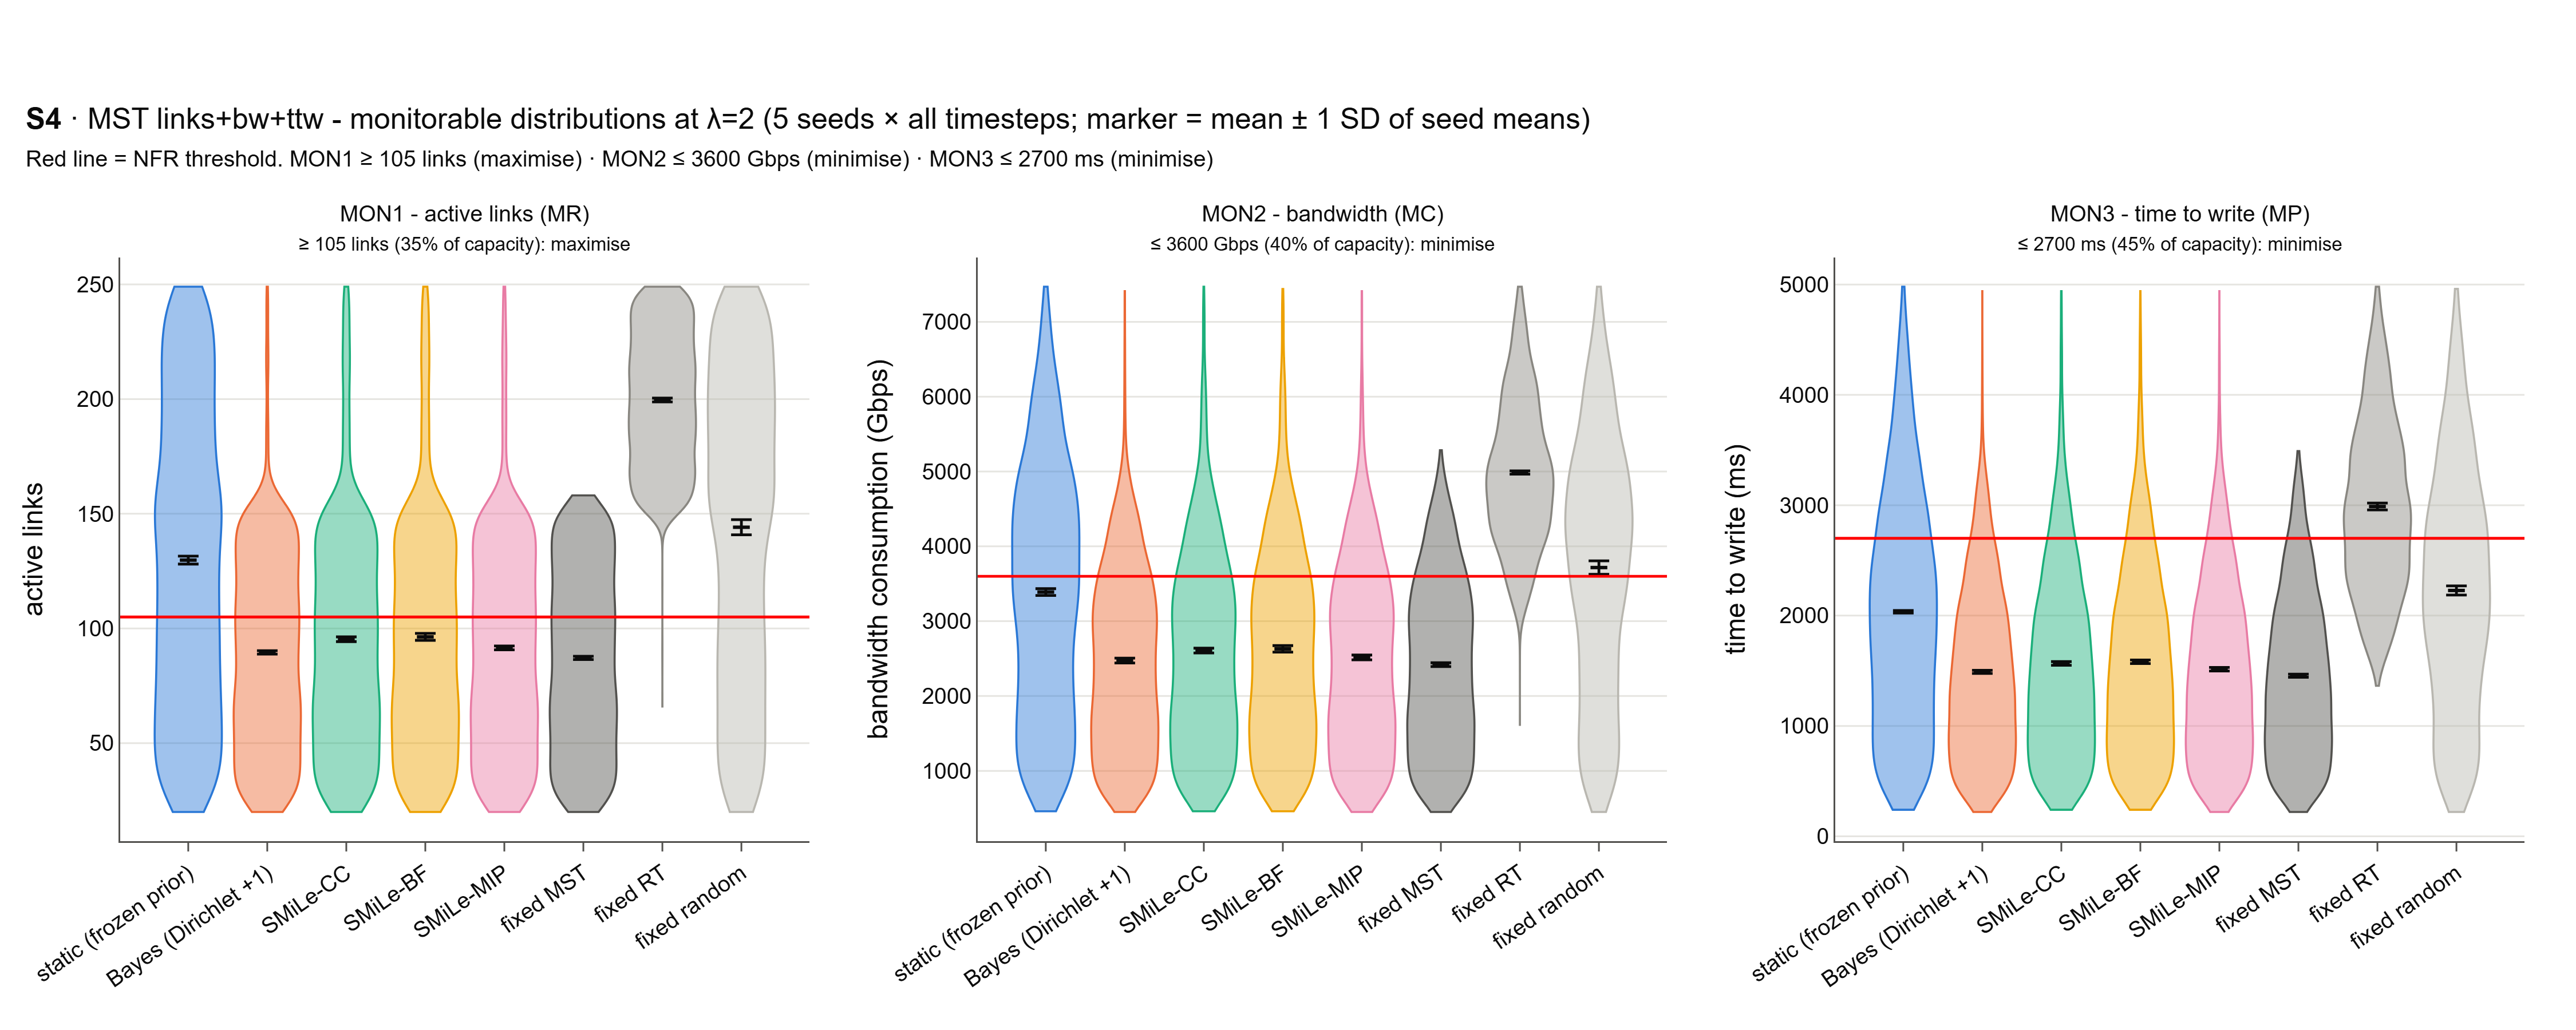 S4 · MST links+bw+ttw - monitorable distributions at λ=2 (5 seeds × all timesteps; marker = mean ± 1 SD of seed means)
Red line = NFR threshold. MON1 ≥ 105 links (maximise) · MON2 ≤ 3600 Gbps (minimise) · MON3 ≤ 2700 ms (minimise)
MON1 - active links (MR)
≥ 105 links (35% of capacity): maximise
active links
250
200
150
100
50
static (frozen prior)
Bayes (Dirichlet +1)
SMiLe-CC
SMiLe-BF
SMiLe-MIP
fixed MST
fixed RT
fixed random
MON2 - bandwidth (MC)
≤ 3600 Gbps (40% of capacity): minimise
bandwidth consumption (Gbps)
7000
6000
5000
4000
3000
2000
1000
static (frozen prior)
Bayes (Dirichlet +1)
SMiLe-CC
SMiLe-BF
SMiLe-MIP
fixed MST
fixed RT
fixed random
MON3 - time to write (MP)
≤ 2700 ms (45% of capacity): minimise
time to write (ms)
5000
4000
3000
2000
1000
0
static (frozen prior)
Bayes (Dirichlet +1)
SMiLe-CC
SMiLe-BF
SMiLe-MIP
fixed MST
fixed RT
fixed random